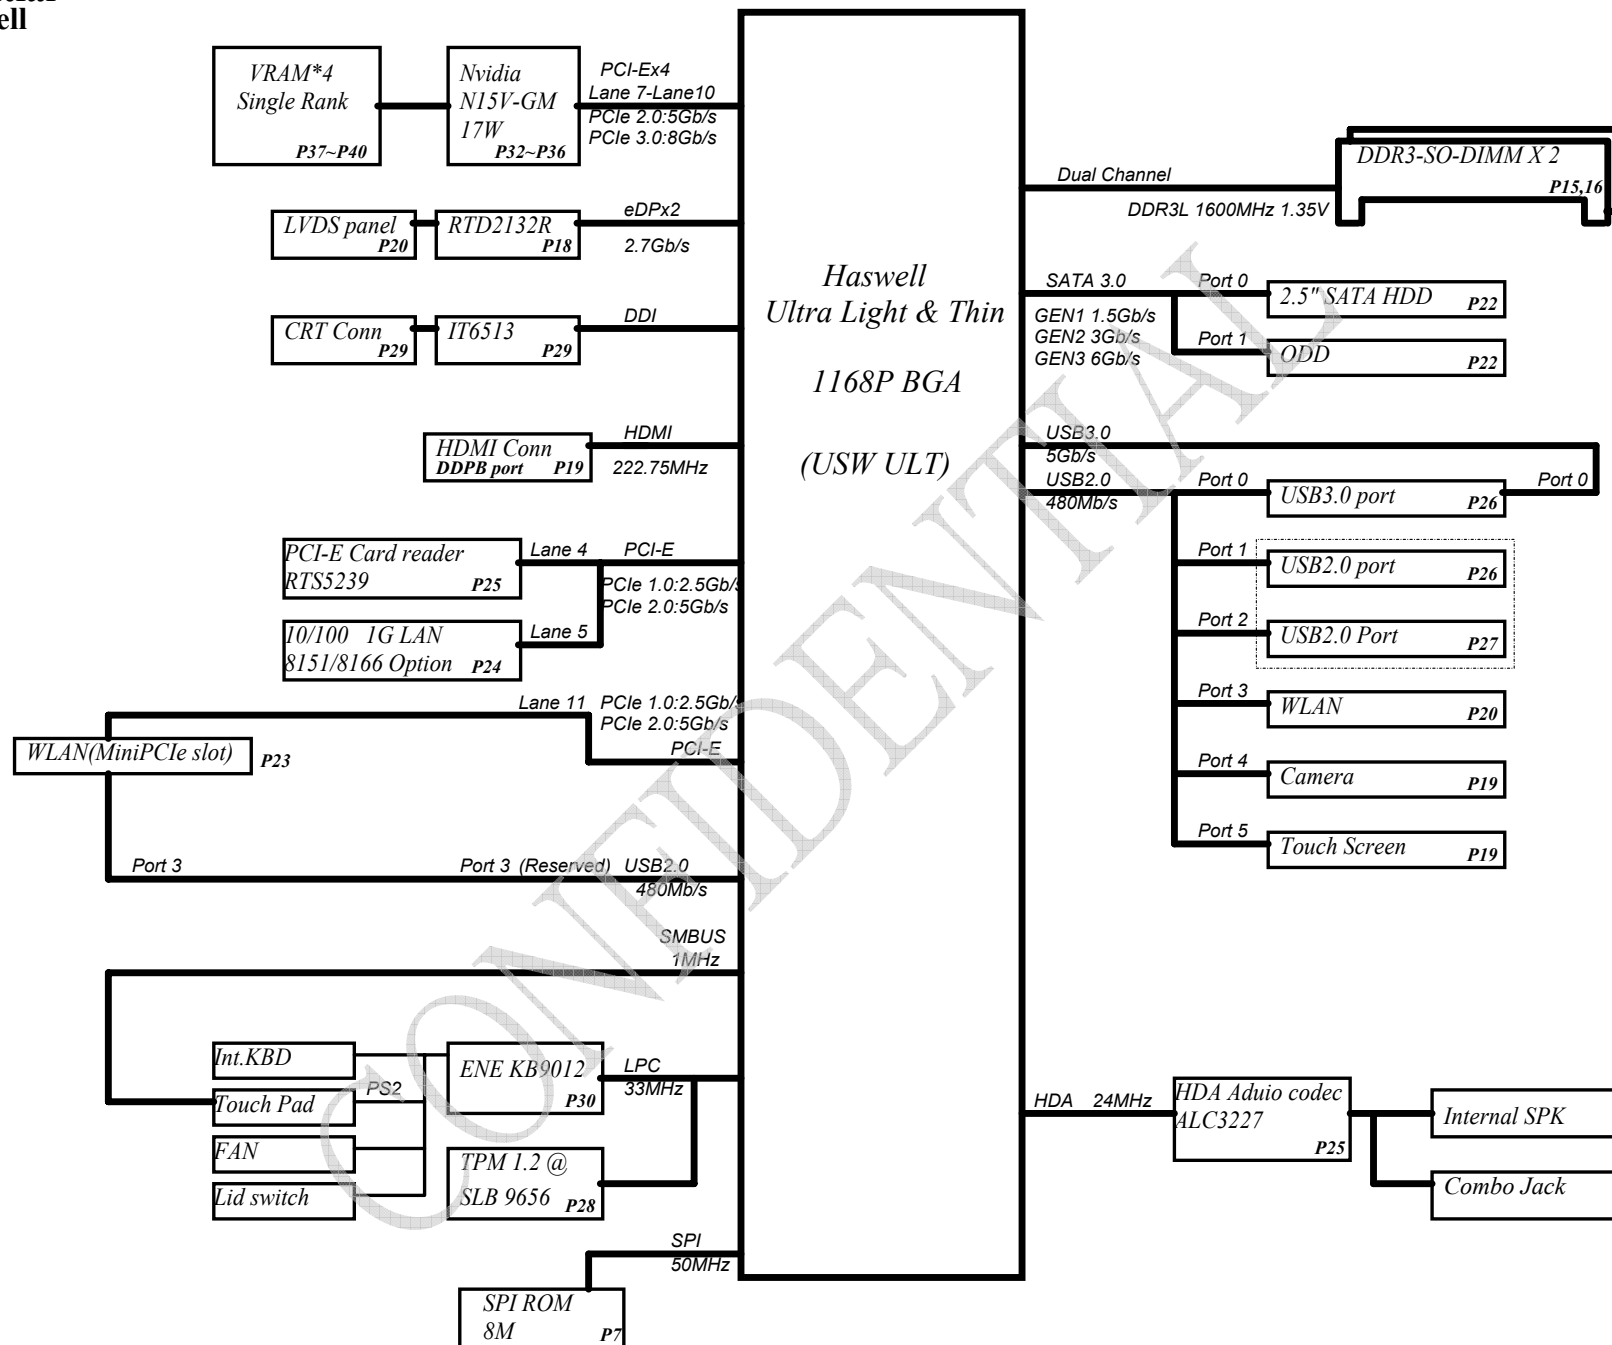 ell
VRAM*4
Single Rank
P37~P40
Nvidia
N15V-GM
17W
P32~P36
PCI-Ex4
Lane 7-Lane10
PCIe 2.0:5Gb/s
PCIe 3.0:8Gb/s
LVDS panel
P20
RTD2132R
P18
eDPx2
2.7Gb/s
CRT Conn
P29
IT6513
P29
DDI
HDMI Conn
DDPB port P19
HDMI
222.75MHz
PCI-E Card reader
RTS5239 P25
Lane 4 PCI-E
PCIe 1.0:2.5Gb/s
PCIe 2.0:5Gb/s
10/100 1G LAN
8151/8166 Option P24
Lane 5
Lane 11 PCIe 1.0:2.5Gb/s
PCIe 2.0:5Gb/s
PCI-E
WLAN(MiniPCIe slot) P23
Port 3
Port 3 (Reserved) USB2.0
480Mb/s
SMBUS
1MHz
Int.KBD
Touch Pad
FAN
Lid switch
PS2
ENE KB9012
P30
LPC
33MHz
TPM 1.2 @
SLB 9656 P28
SPI
50MHz
SPI ROM
8M P7
Haswell
Ultra Light & Thin
1168P BGA
(USW ULT)
Dual Channel
DDR3L 1600MHz 1.35V
DDR3-SO-DIMM X 2
P15,16
SATA 3.0
GEN1 1.5Gb/s
GEN2 3Gb/s
GEN3 6Gb/s
Port 0
2.5" SATA HDD P22
Port 1
ODD P22
USB3.0
5Gb/s
USB2.0
480Mb/s
Port 0
USB3.0 port P26
Port 0
Port 1
USB2.0 port P26
Port 2
USB2.0 Port P27
Port 3
WLAN P20
Port 4
Camera P19
Port 5
Touch Screen P19
HDA 24MHz
HDA Aduio codec
ALC3227
P25
Internal SPK
Combo Jack
CONFIDENTIAL